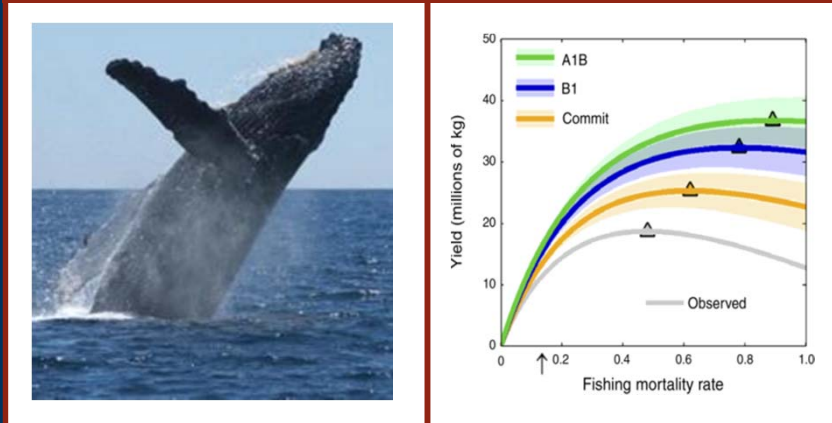 50
40
30
20
10
0
Yield (millions of kg)
A1B
B1
Commit
Observed
0 0.2 0.4 0.6 0.8 1.0
Fishing mortality rate